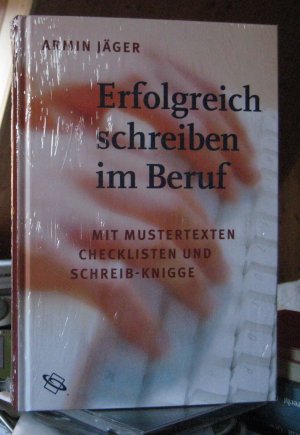 ARMIN JÄGER
Erfolgreich
schreiben
im Beruf
MIT MUSTERTEXTEN
CHECKLISTEN UND
SCHREIB-KNIGGE